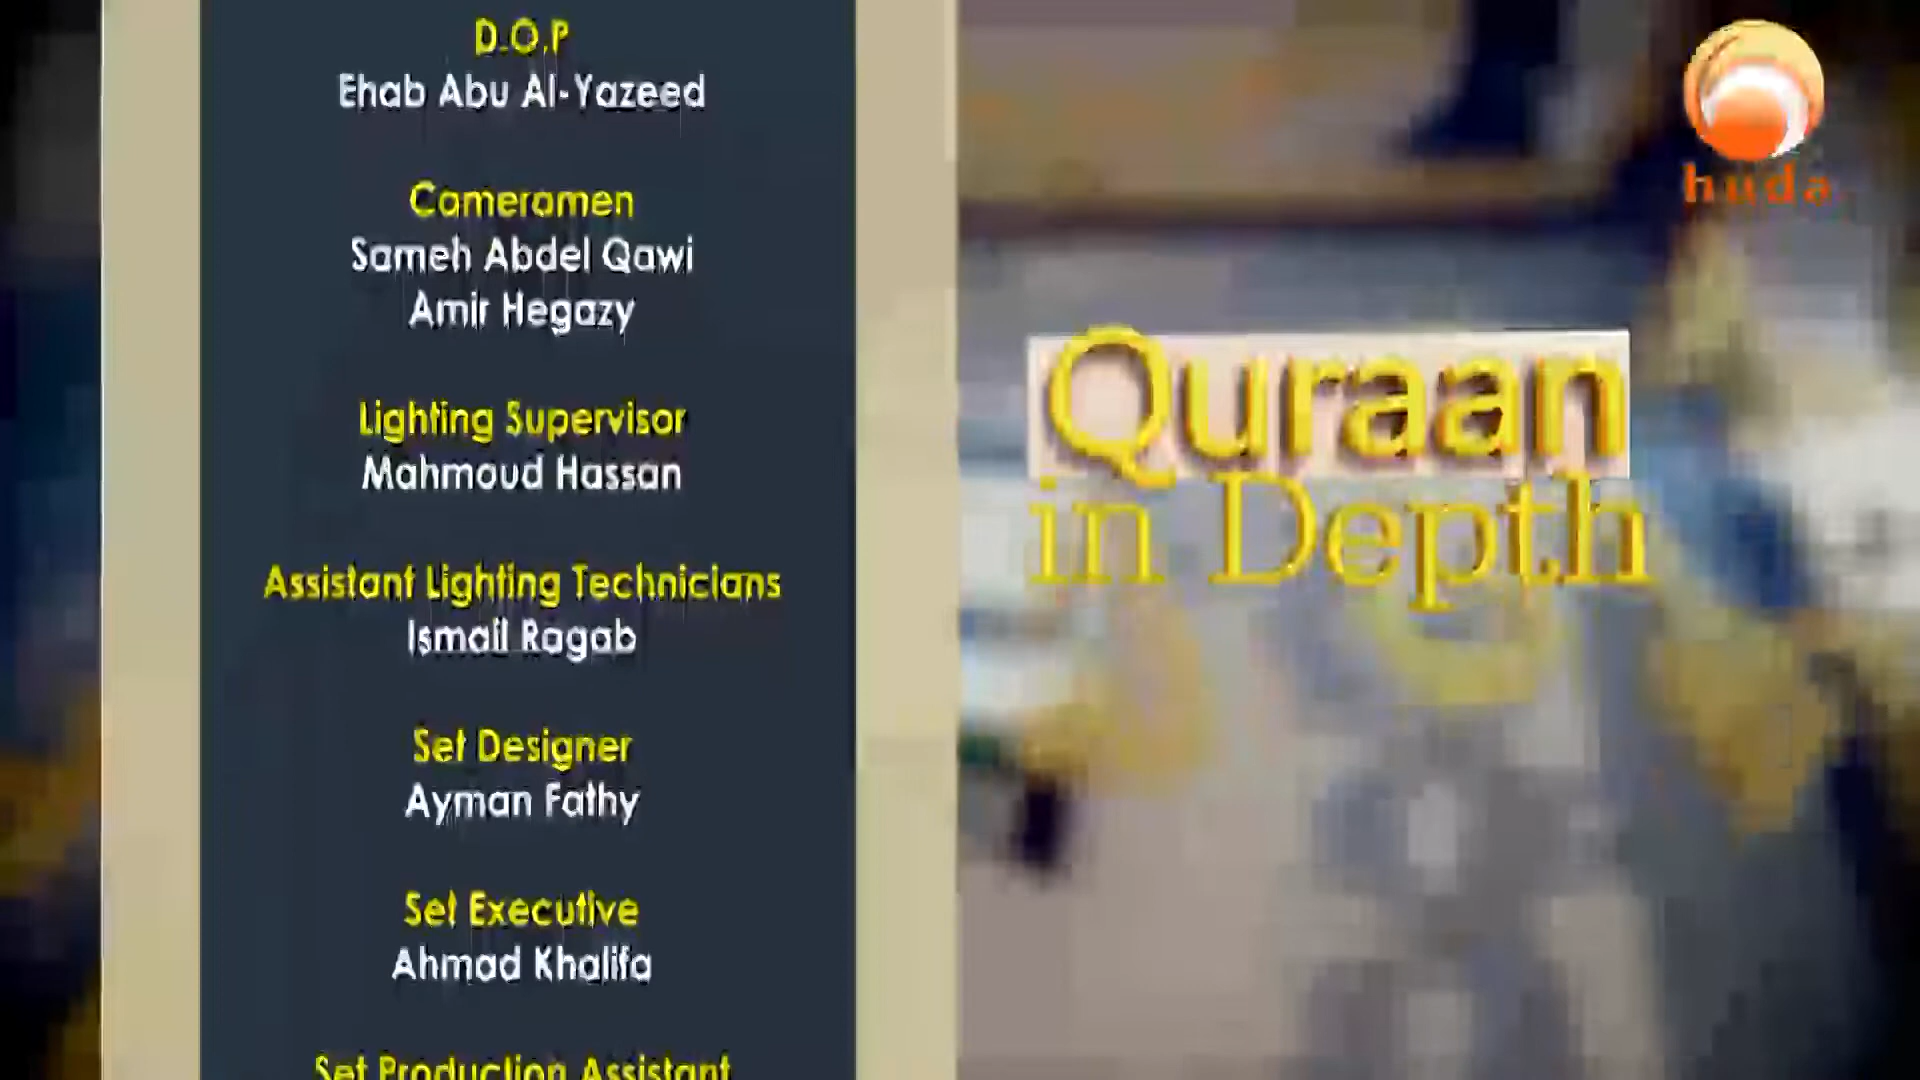 D.O.P
Ehab Abu Al-Yazeed
Cameramen
Sameh Abdel Qawi
Amir Hegazy
Lighting Supervisor
Mahmoud Hassan
Assistant Lighting Technicians
Ismail Ragab
Set Designer
Ayman Fathy
Set Executive
Ahmad Khalifa
Set Production Assistant
huda
Quraan
in Depth